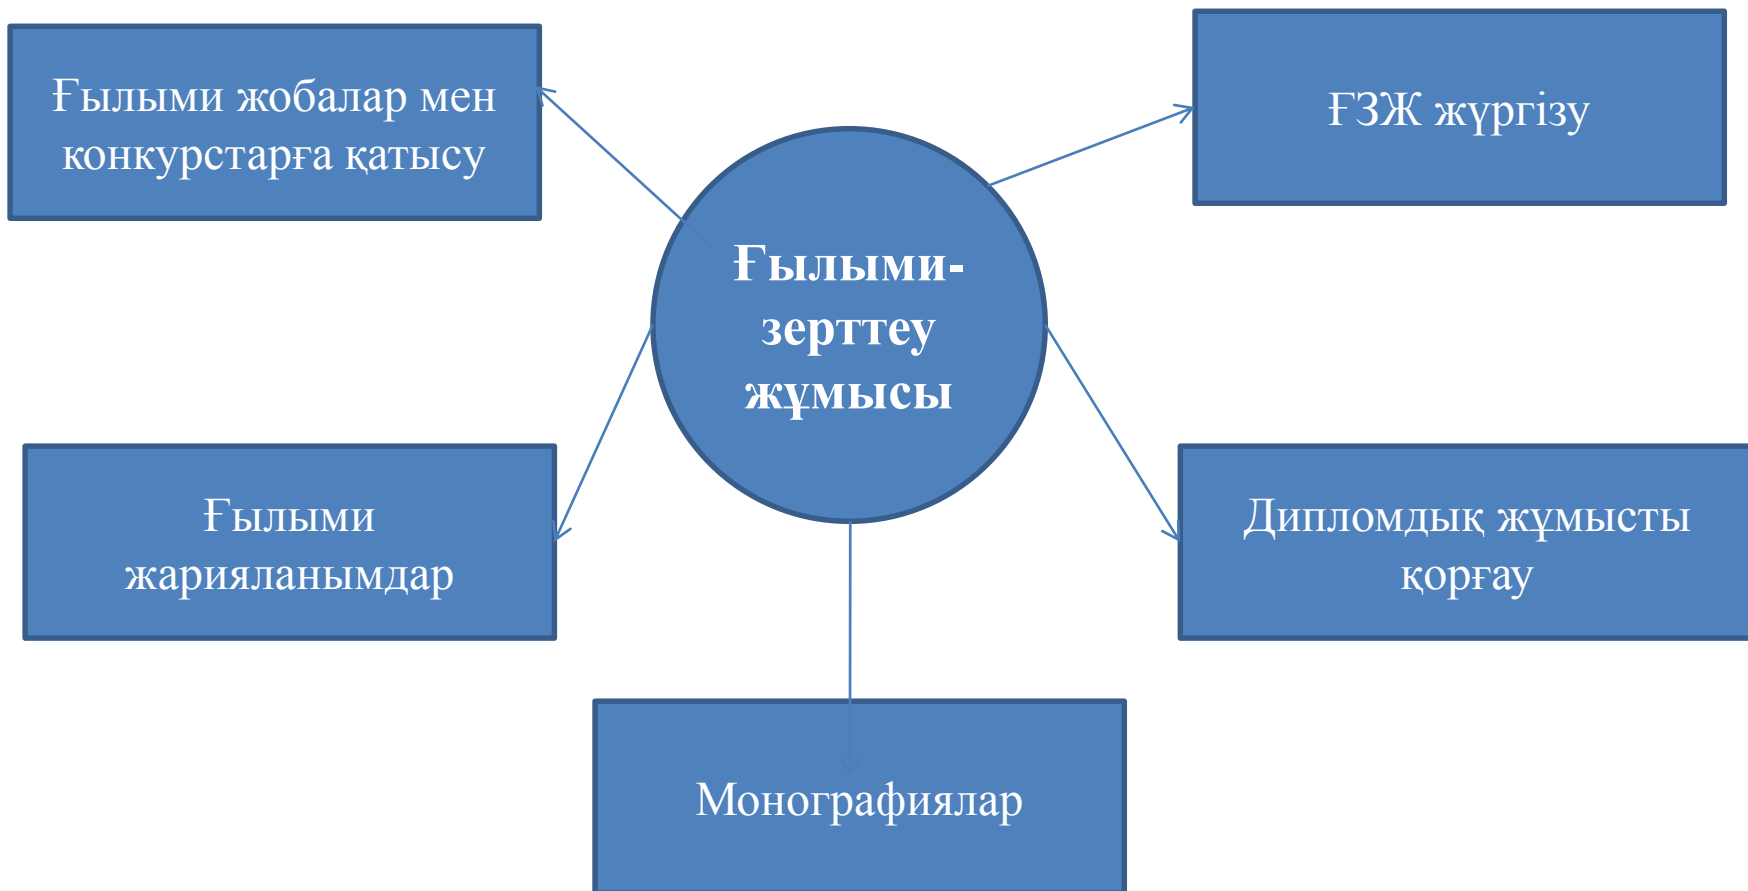 Ғылыми жобалар мен
конкурстарға қатысу
ҒЗЖ жүргізу
Ғылыми-
зерттеу
жұмысы
Ғылыми
жарияланымдар
Дипломдық жұмысты
қорғау
Монографиялар